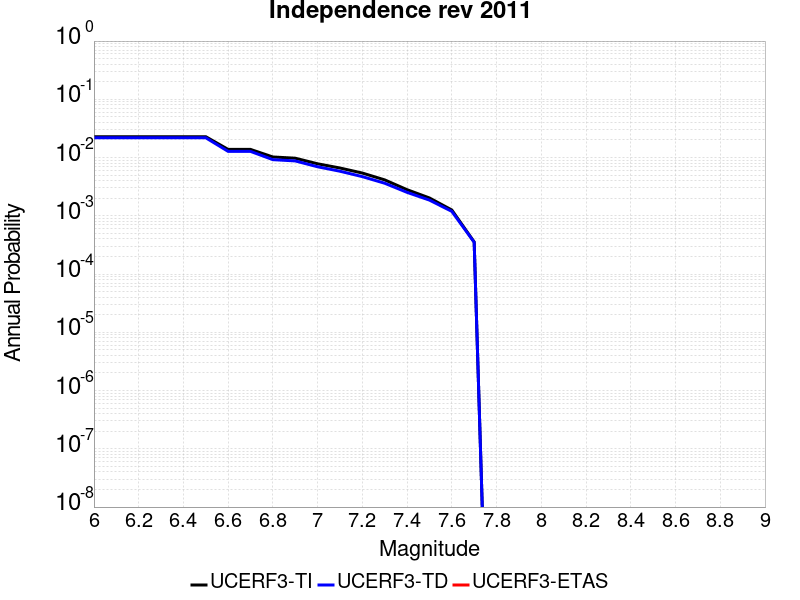 Independence rev 2011
10^0
10^-1
10^-2
10^-3
10^-4
10^-5
10^-6
10^-7
10^-8
Annual Probability
6 6.2 6.4 6.6 6.8 7 7.2 7.4 7.6 7.8 8 8.2 8.4 8.6 8.8 9
Magnitude
UCERF3-TI UCERF3-TD UCERF3-ETAS